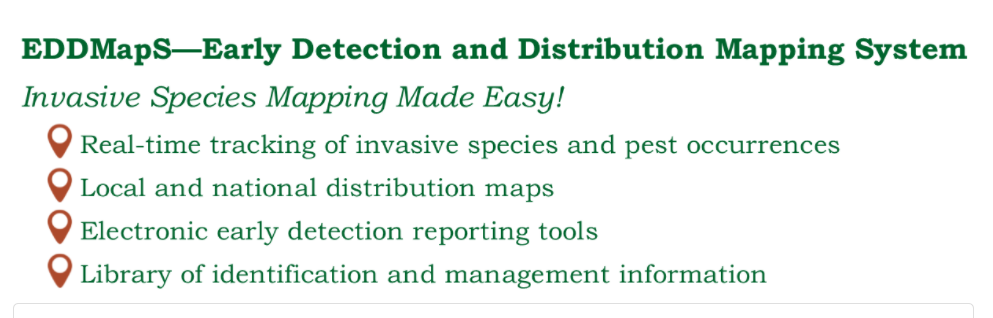 EDDMapS—Early Detection and Distribution Mapping System
Invasive Species Mapping Made Easy!
Real-time tracking of invasive species and pest occurrences
Local and national distribution maps
Electronic early detection reporting tools
Library of identification and management information